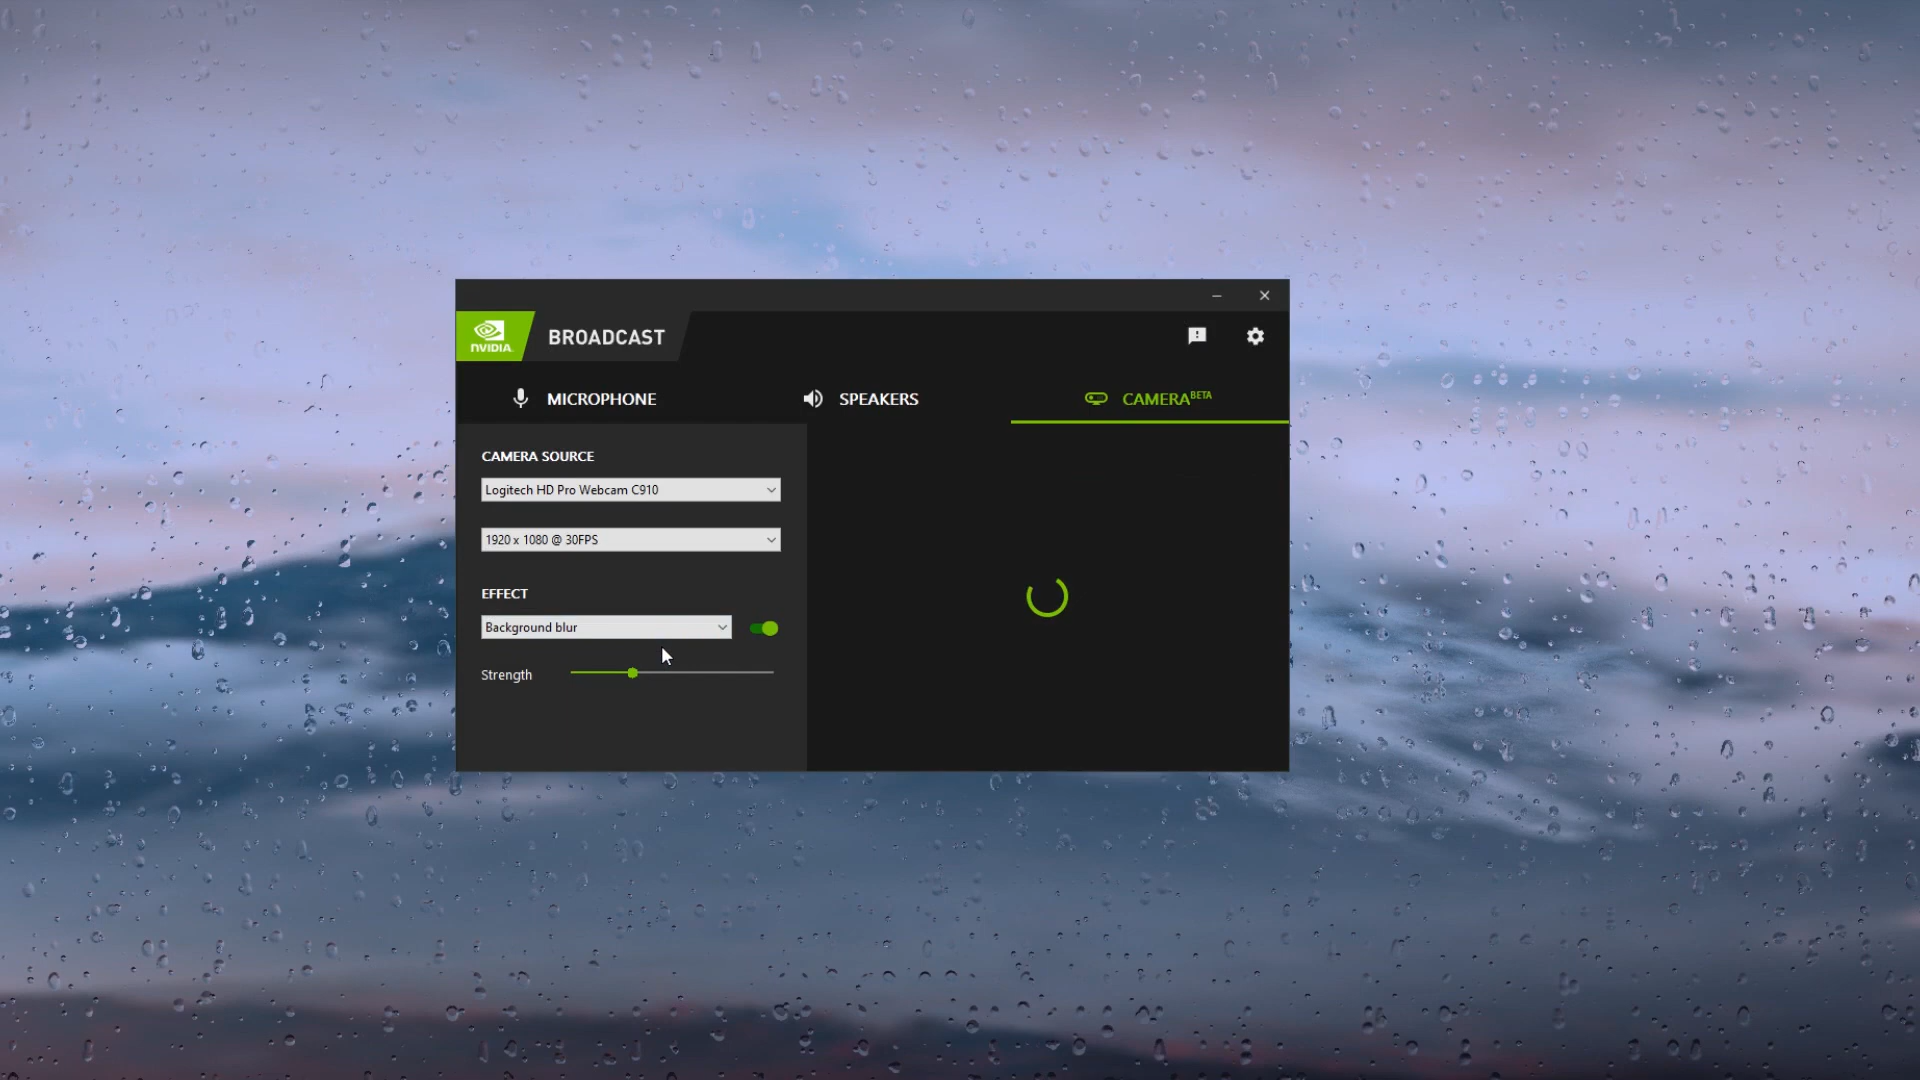 NVIDIA.
BROADCAST
MICROPHONE
SPEAKERS
CAMERA BETA
CAMERA SOURCE
Logitech HD Pro Webcam C910
1920 x 1080 @ 30FPS
EFFECT
Background blur
Strength